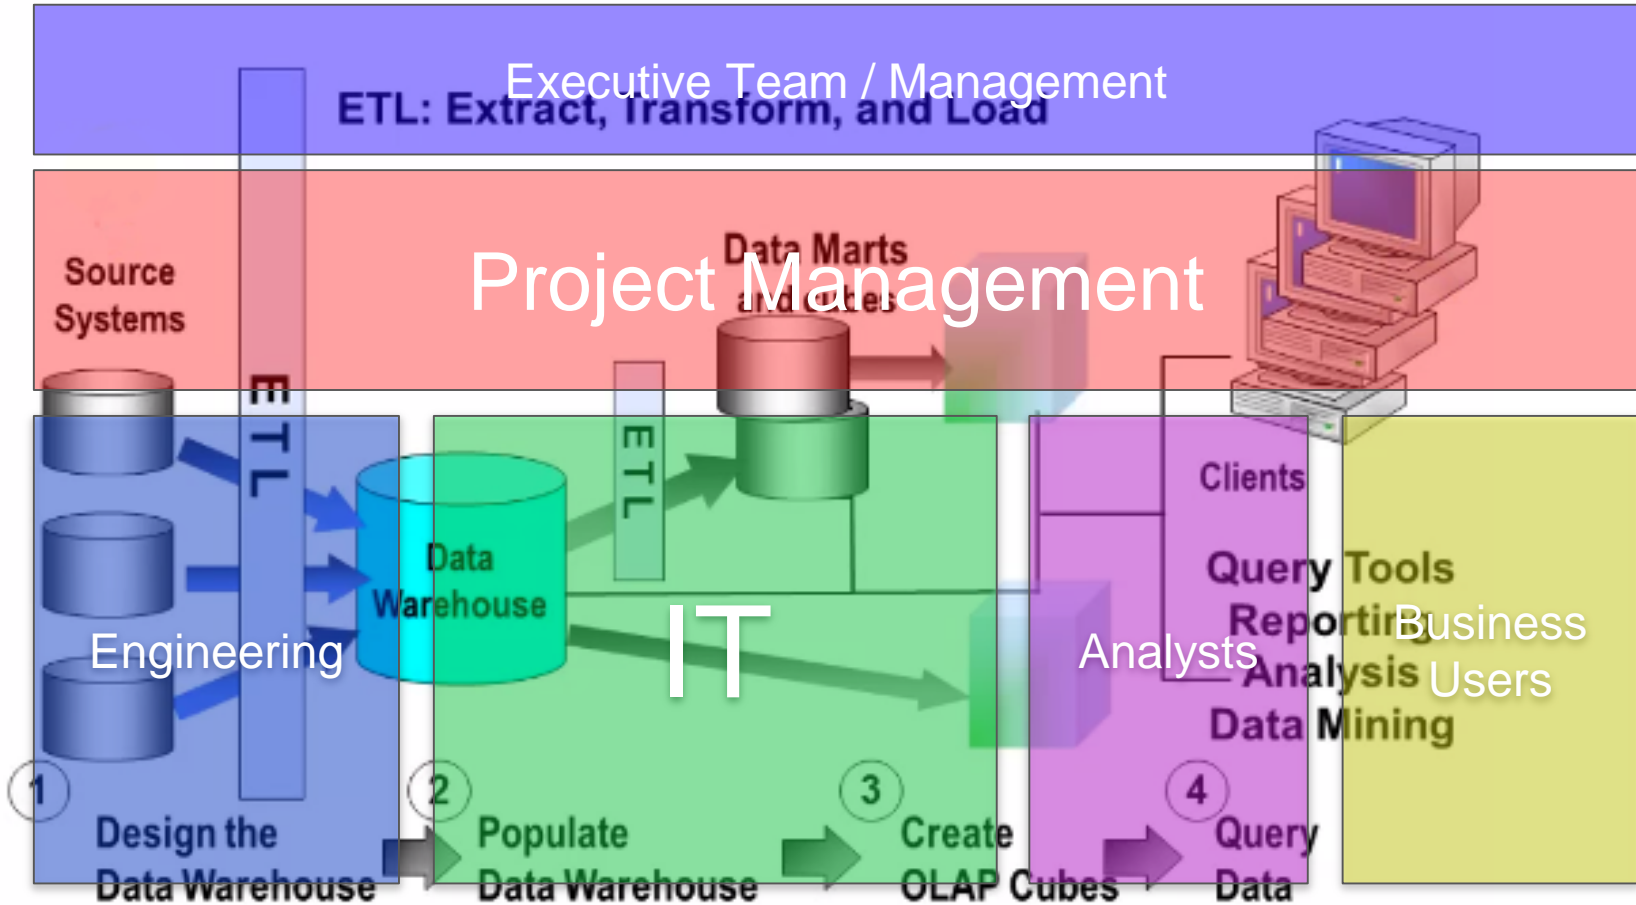 Executive Team / Management
ETL: Extract, Transform, and Load
Source
Systems
Project Management
Data Marts
and cubes
ETL
ETL
Data
Warehouse
Clients
Query Tools
Reporting
Analysis
Data Mining
Engineering
IT
Analysts
Business
Users
1
2
3
4
Design the
Data Warehouse
Populate
Data Warehouse
Create
OLAP Cubes
Query
Data